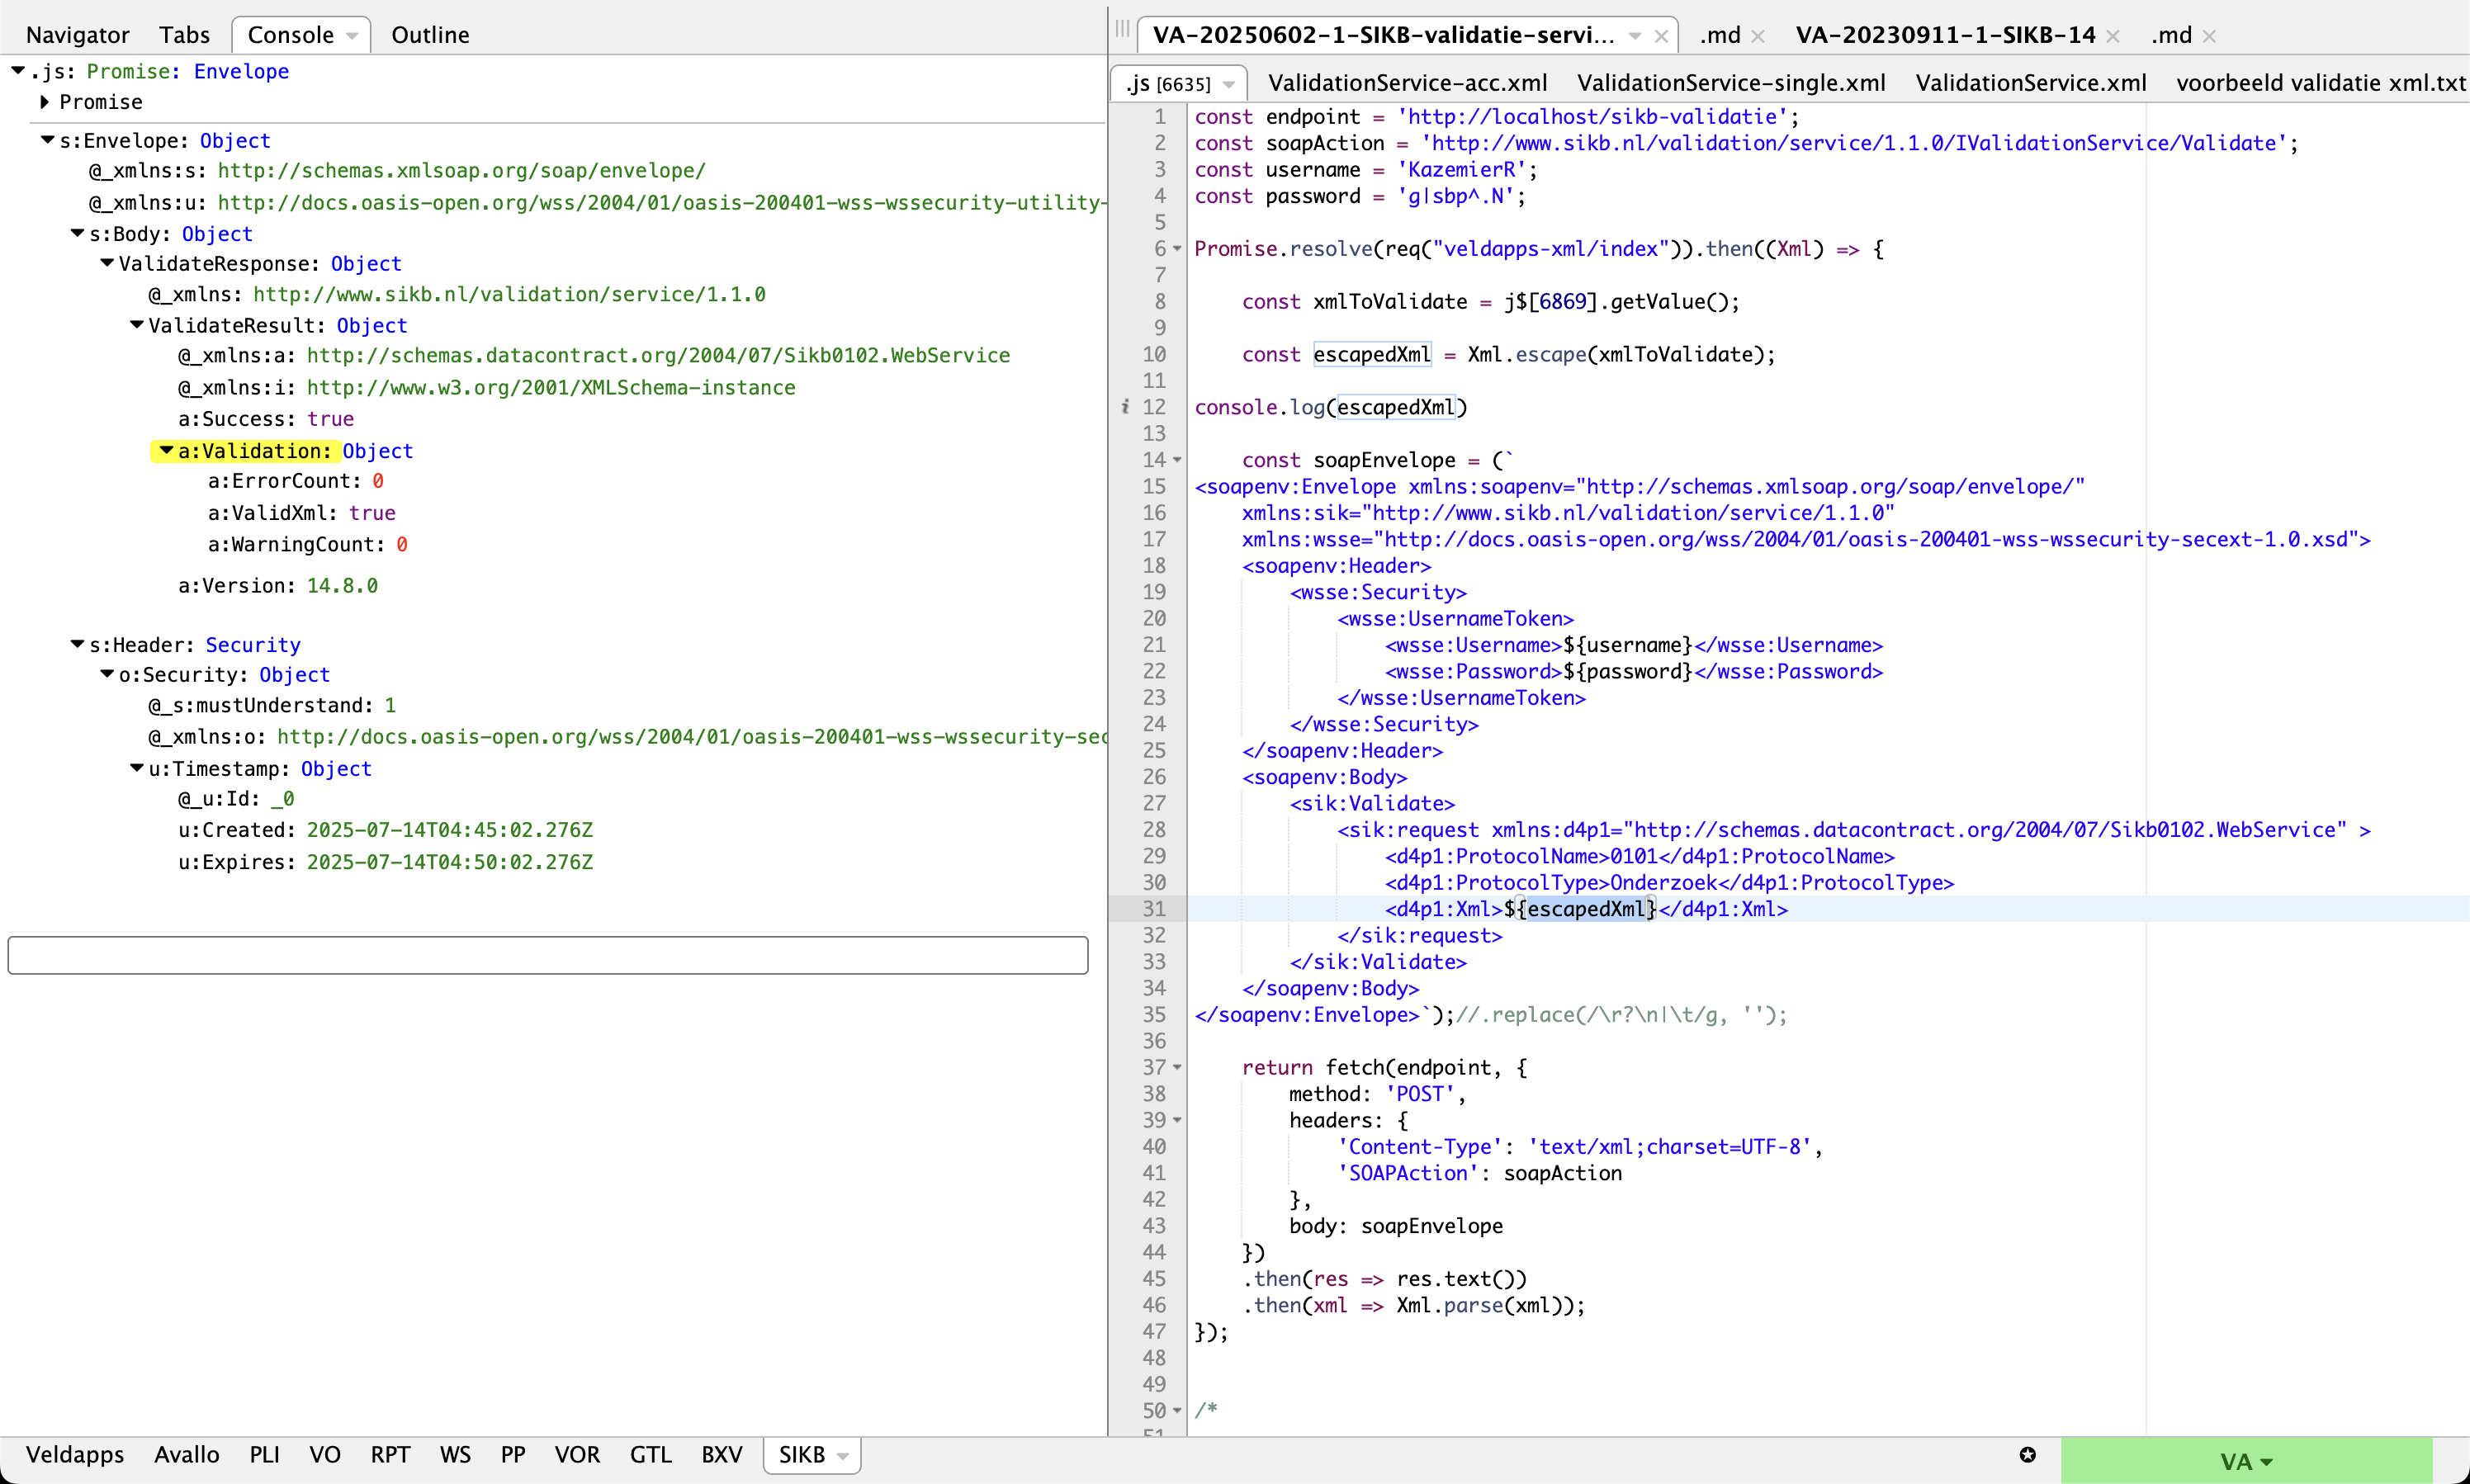 Navigator Tabs Console Outline
.js: Promise: Envelope
Promise
s:Envelope: Object
@_xmlns:s: http://schemas.xmlsoap.org/soap/envelope/
@_xmlns:u: http://docs.oasis-open.org/wss/2004/01/oasis-200401-wss-wssecurity-utility-
s:Body: Object
ValidateResponse: Object
@_xmlns: http://www.sikb.nl/validation/service/1.1.0
ValidateResult: Object
@_xmlns:a: http://schemas.datacontract.org/2004/07/Sikb0102.WebService
@_xmlns:i: http://www.w3.org/2001/XMLSchema-instance
a:Success: true
a:Validation: Object
a:ErrorCount: 0
a:ValidXml: true
a:WarningCount: 0
a:Version: 14.8.0
s:Header: Security
o:Security: Object
@_s:mustUnderstand: 1
@_xmlns:o: http://docs.oasis-open.org/wss/2004/01/oasis-200401-wss-wssecurity-sec
u:Timestamp: Object
@_u:Id: _0
u:Created: 2025-07-14T04:45:02.276Z
u:Expires: 2025-07-14T04:50:02.276Z
VA-20250602-1-SIKB-validatie-servi... × .md × VA-20230911-1-SIKB-14 × .md ×
.js [6635] ValidationService-acc.xml ValidationService-single.xml ValidationService.xml voorbeeld validatie xml.txt
1 const endpoint = 'http://localhost/sikb-validatie';
2 const soapAction = 'http://www.sikb.nl/validation/service/1.1.0/IValidationService/Validate';
3 const username = 'KazemierR';
4 const password = 'g|sbp^.N';
5
6 Promise.resolve(req("veldapps-xml/index")).then((Xml) => {
7
8 const xmlToValidate = j$[6869].getValue();
9
10 const escapedXml = Xml.escape(xmlToValidate);
11
i 12 console.log(escapedXml)
13
14 const soapEnvelope = (`
15 <soapenv:Envelope xmlns:soapenv="http://schemas.xmlsoap.org/soap/envelope/"
16 xmlns:sik="http://www.sikb.nl/validation/service/1.1.0"
17 xmlns:wsse="http://docs.oasis-open.org/wss/2004/01/oasis-200401-wss-wssecurity-secext-1.0.xsd">
18 <soapenv:Header>
19 <wsse:Security>
20 <wsse:UsernameToken>
21 <wsse:Username>${username}</wsse:Username>
22 <wsse:Password>${password}</wsse:Password>
23 </wsse:UsernameToken>
24 </wsse:Security>
25 </soapenv:Header>
26 <soapenv:Body>
27 <sik:Validate>
28 <sik:request xmlns:d4p1="http://schemas.datacontract.org/2004/07/Sikb0102.WebService" >
29 <d4p1:ProtocolName>0101</d4p1:ProtocolName>
30 <d4p1:ProtocolType>Onderzoek</d4p1:ProtocolType>
31 <d4p1:Xml>${escapedXml}</d4p1:Xml>
32 </sik:request>
33 </sik:Validate>
34 </soapenv:Body>
35 </soapenv:Envelope>`);//.replace(/\r?\n|\t/g, '');
36
37 return fetch(endpoint, {
38 method: 'POST',
39 headers: {
40 'Content-Type': 'text/xml;charset=UTF-8',
41 'SOAPAction': soapAction
42 },
43 body: soapEnvelope
44 })
45 .then(res => res.text())
46 .then(xml => Xml.parse(xml));
47 });
48
49
50 /*
51
Veldapps Avallo PLI VO RPT WS PP VOR GTL BXV SIKB VA